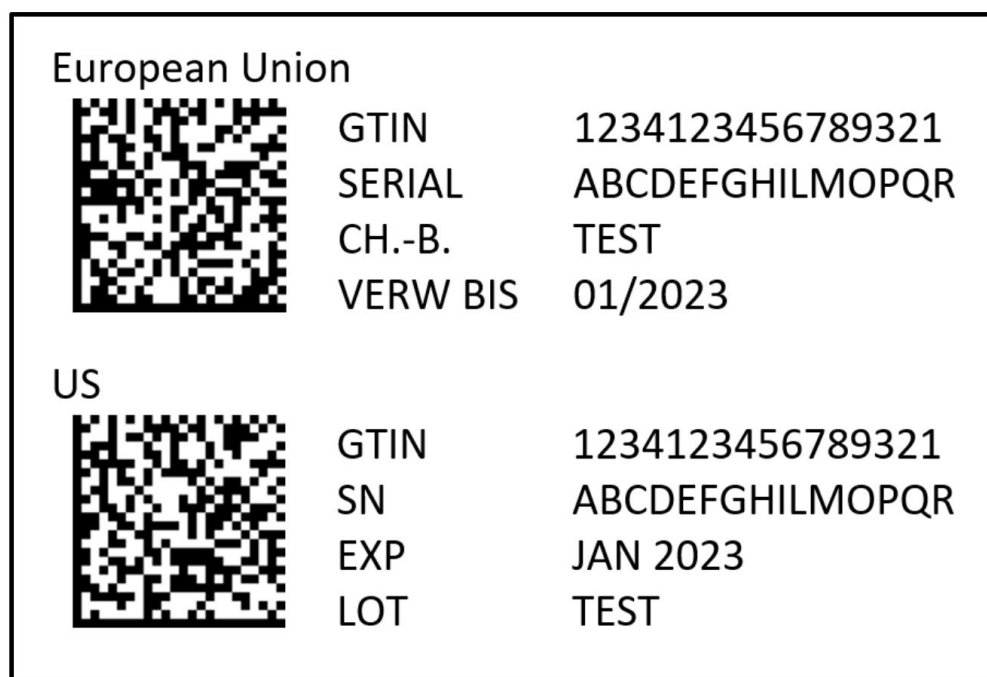 European Union
GTIN 1234123456789321
SERIAL ABCDEFGHILMOPQR
CH.-B. TEST
VERW BIS 01/2023
US
GTIN 1234123456789321
SN ABCDEFGHILMOPQR
EXP JAN 2023
LOT TEST